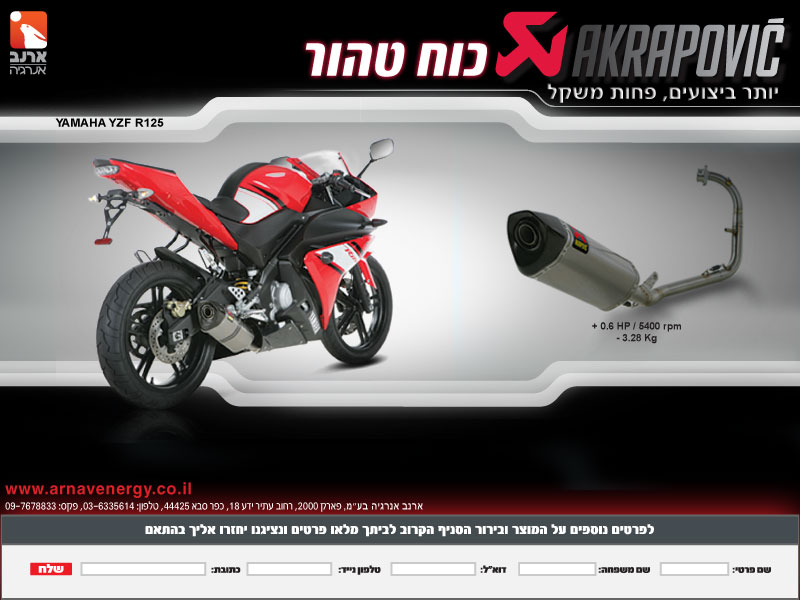 ארנב
אנרגיה
כוח טהור
AKRAPOVIČ
יותר ביצועים, פחות משקל
YAMAHA YZF R125
+ 0.6 HP / 5400 rpm
- 3.28 Kg
www.arnavenergy.co.il
ארנב אנרגיה בע"מ, פארק 2000, רחוב עתיר ידע 18, כפר סבא 44425, טלפון: 03-6335614, פקס: 09-7678833
לפרטים נוספים על המוצר ובירור הסניף הקרוב לביתך מלאו פרטים ונציגנו יחזרו אליך בהתאם
שם פרטי: שם משפחה: דוא"ל: טלפון נייד: כתובת: שלח